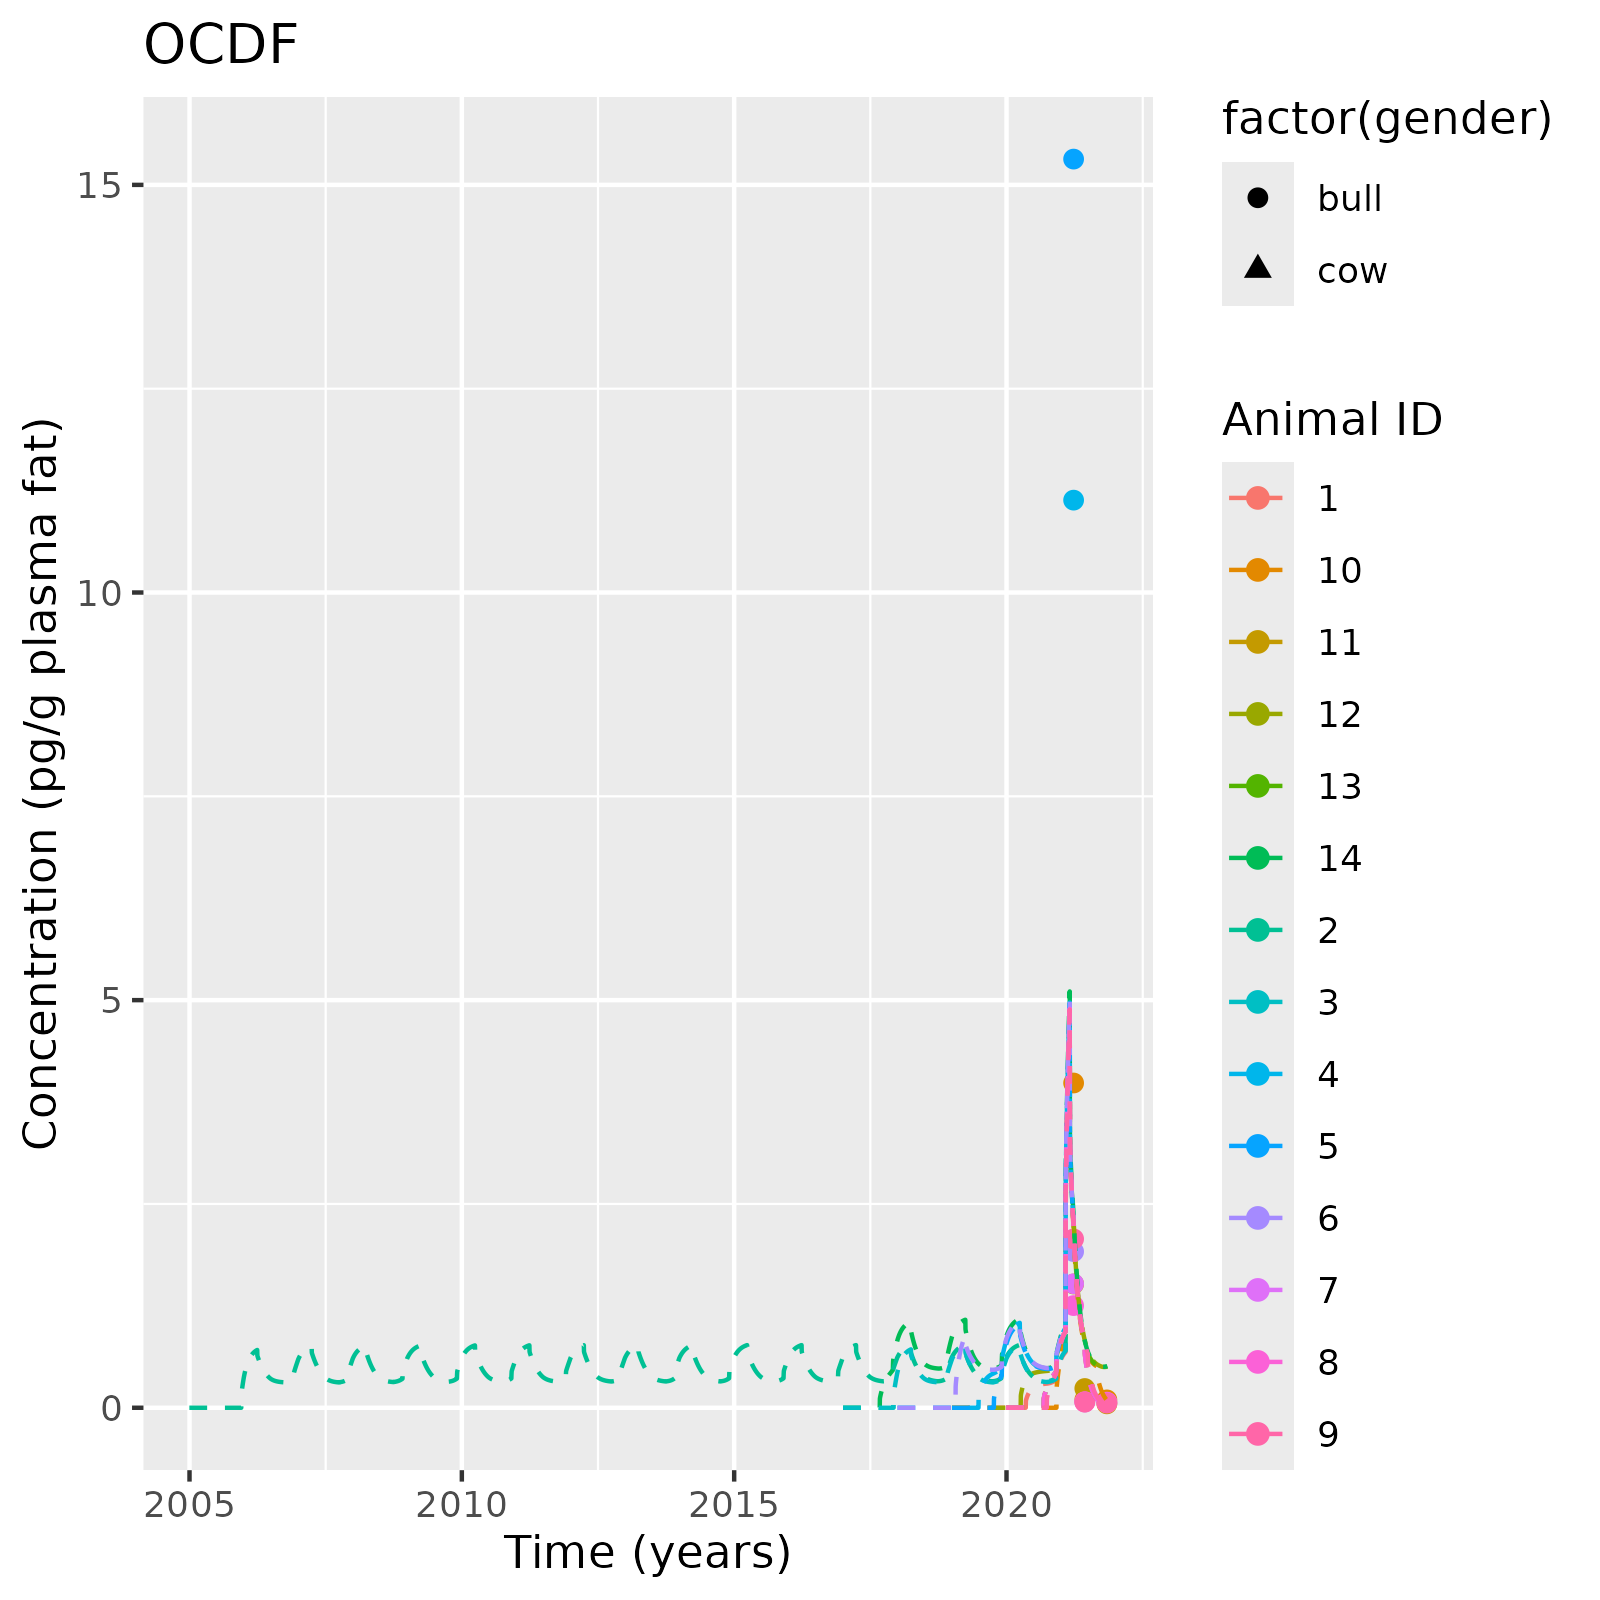 OCDF
factor(gender)
bull
cow
Animal ID
1
10
11
12
13
14
2
3
4
5
6
7
8
9
Concentration (pg/g plasma fat)
15
10
5
0
2005 2010 2015 2020
Time (years)